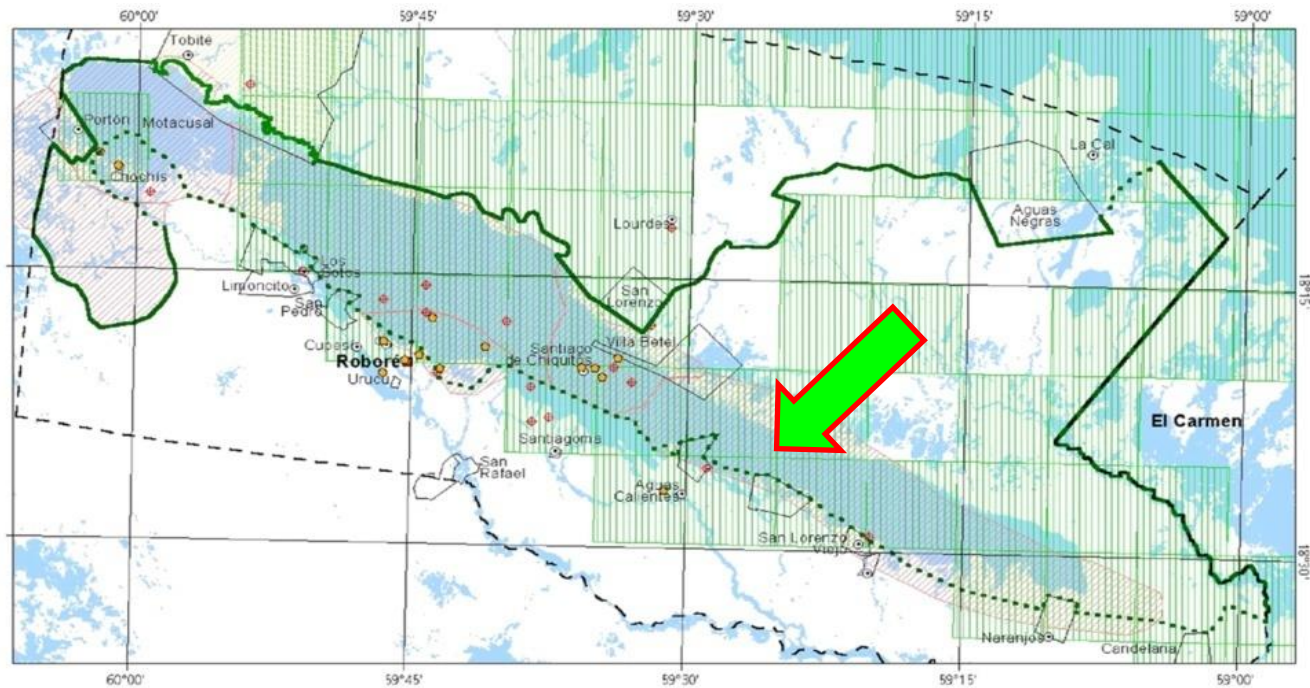 60°00'
59°45'
59°30'
59°15'
59°00'
Tobité
Portón
Motacusal
Chochís
La Cal
Aguas
Negras
Lourdes
Los
Sotos
Limoncito
San
Pedro
San
Lorenzo
18°15'
Cupesi
Roboré
Urucú
Villa Betel
Santiago
de Chiquitos
El Carmen
Santiagoma
San
Rafael
Aguas
Calientes
San Lorenzo
Viejo
18°30'
Naranjos
Candelaria
60°00'
59°45'
59°30'
59°15'
59°00'